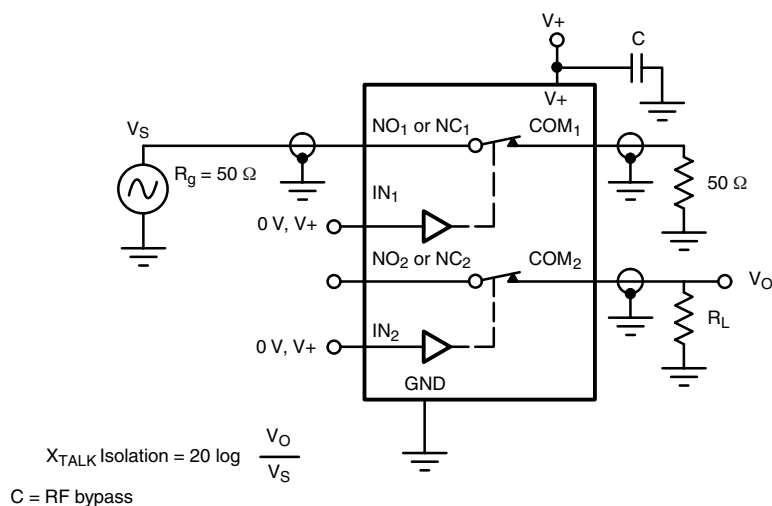 V+
C
V+
VS
NO1 or NC1
COM1
Rg = 50 Ω
50 Ω
IN1
0 V, V+
NO2 or NC2
COM2
VO
RL
IN2
0 V, V+
GND
XTALK Isolation = 20 log VO / VS
C = RF bypass